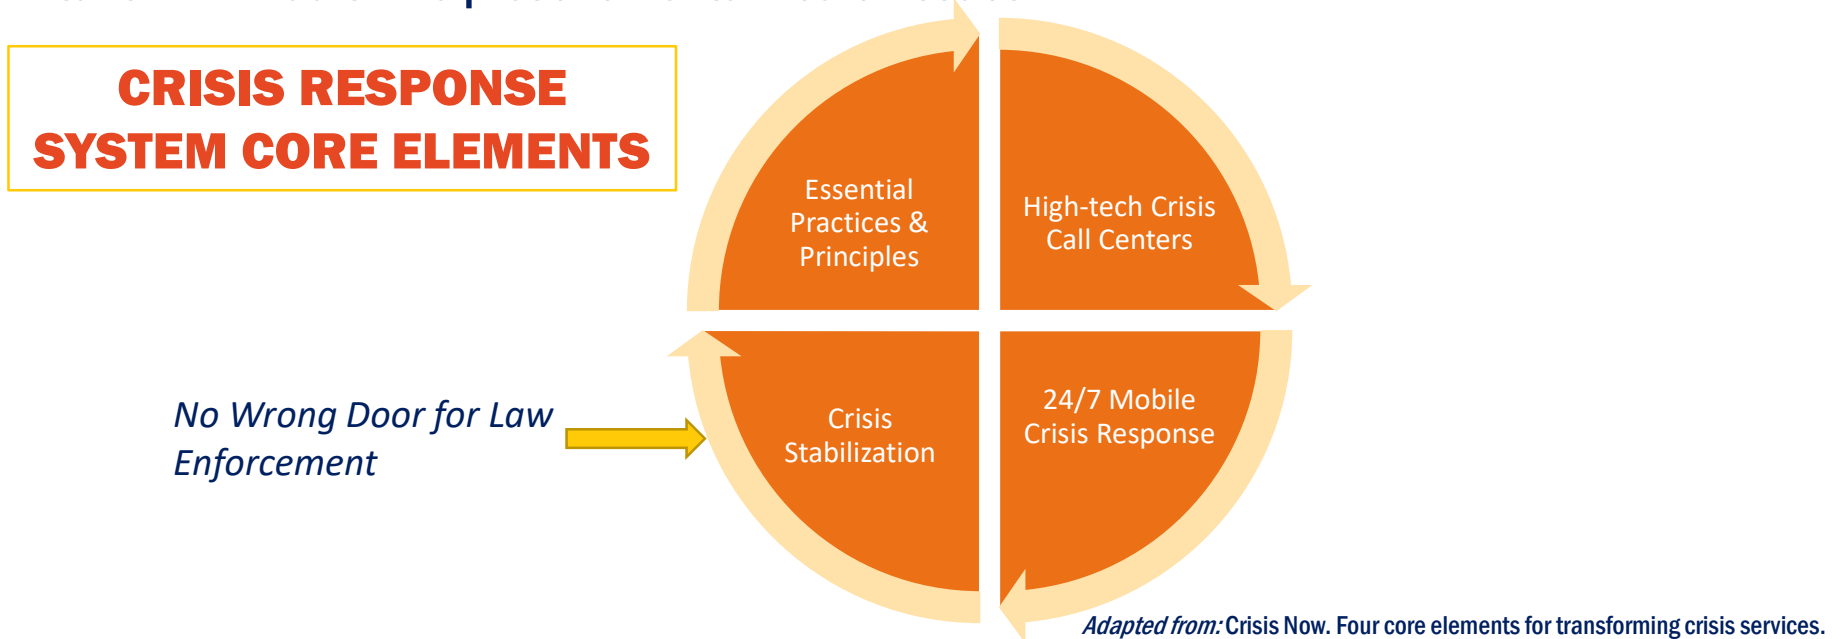 CRISIS RESPONSE
SYSTEM CORE ELEMENTS
Essential
Practices &
Principles
High-tech Crisis
Call Centers
No Wrong Door for Law
Enforcement
Crisis
Stabilization
24/7 Mobile
Crisis Response
Adapted from: Crisis Now. Four core elements for transforming crisis services.